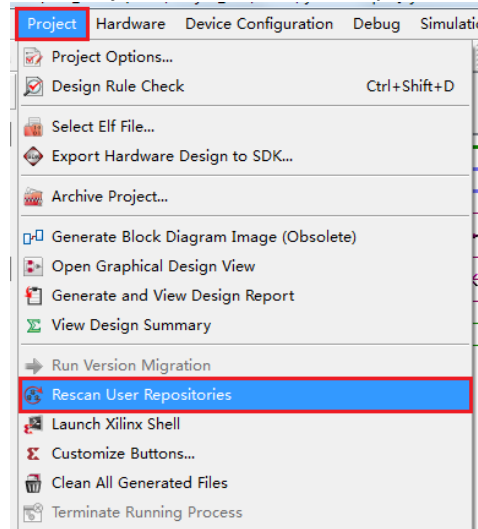 Project Hardware Device Configuration Debug
Project Options...
Design Rule Check Ctrl+Shift+D
Select Elf File...
Export Hardware Design to SDK...
Archive Project...
Generate Block Diagram Image (Obsolete)
Open Graphical Design View
Generate and View Design Report
View Design Summary
Run Version Migration
Rescan User Repositories
Launch Xilinx Shell
Customize Buttons...
Clean All Generated Files
Terminate Running Process